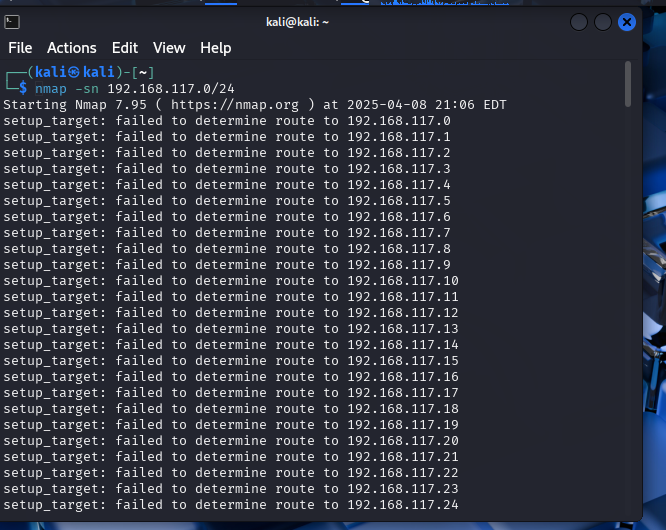 kali@kali: ~
File Actions Edit View Help
┌──(kali㉿kali)-[~]
└─$ nmap -sn 192.168.117.0/24
Starting Nmap 7.95 ( https://nmap.org ) at 2025-04-08 21:06 EDT
setup_target: failed to determine route to 192.168.117.0
setup_target: failed to determine route to 192.168.117.1
setup_target: failed to determine route to 192.168.117.2
setup_target: failed to determine route to 192.168.117.3
setup_target: failed to determine route to 192.168.117.4
setup_target: failed to determine route to 192.168.117.5
setup_target: failed to determine route to 192.168.117.6
setup_target: failed to determine route to 192.168.117.7
setup_target: failed to determine route to 192.168.117.8
setup_target: failed to determine route to 192.168.117.9
setup_target: failed to determine route to 192.168.117.10
setup_target: failed to determine route to 192.168.117.11
setup_target: failed to determine route to 192.168.117.12
setup_target: failed to determine route to 192.168.117.13
setup_target: failed to determine route to 192.168.117.14
setup_target: failed to determine route to 192.168.117.15
setup_target: failed to determine route to 192.168.117.16
setup_target: failed to determine route to 192.168.117.17
setup_target: failed to determine route to 192.168.117.18
setup_target: failed to determine route to 192.168.117.19
setup_target: failed to determine route to 192.168.117.20
setup_target: failed to determine route to 192.168.117.21
setup_target: failed to determine route to 192.168.117.22
setup_target: failed to determine route to 192.168.117.23
setup_target: failed to determine route to 192.168.117.24